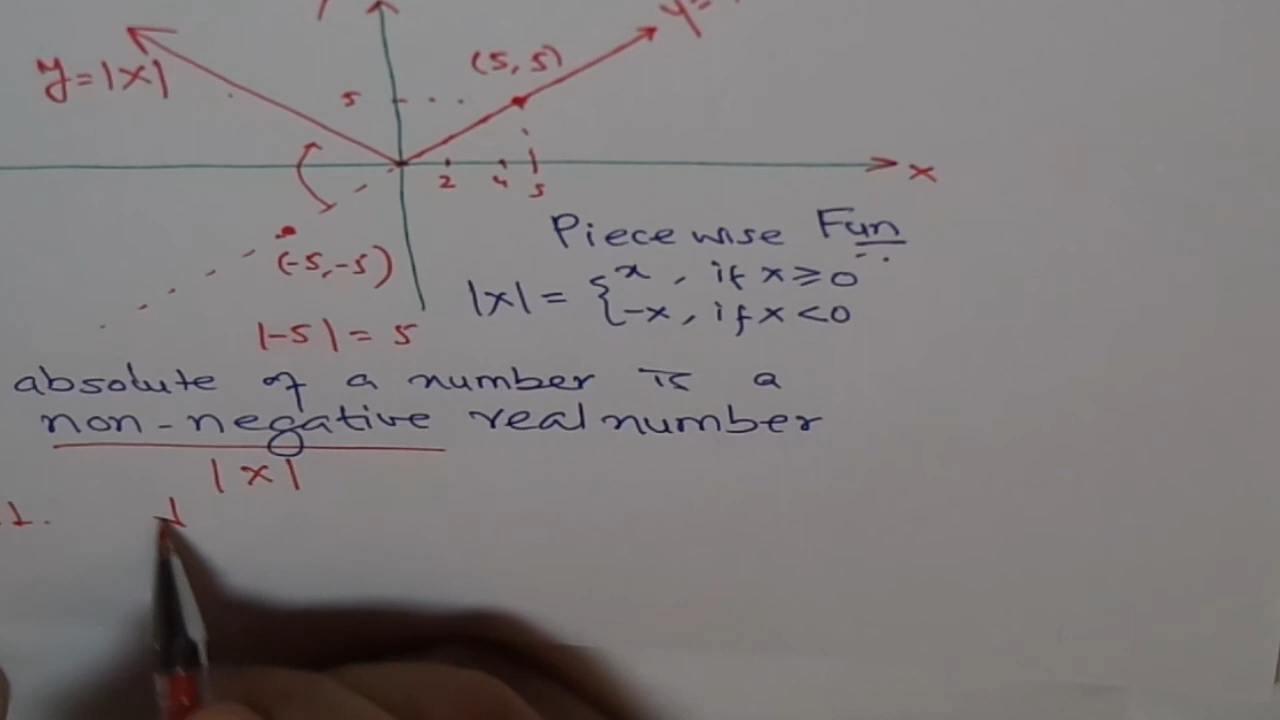 y=|x|
(5,5)
5
2 4 5
x
(-5,-5)
|-5| = 5
Piecewise Fun
|x| = { x, if x ≥ 0
-x, if x < 0
absolute of a number is a
non-negative real number
|x|
1.